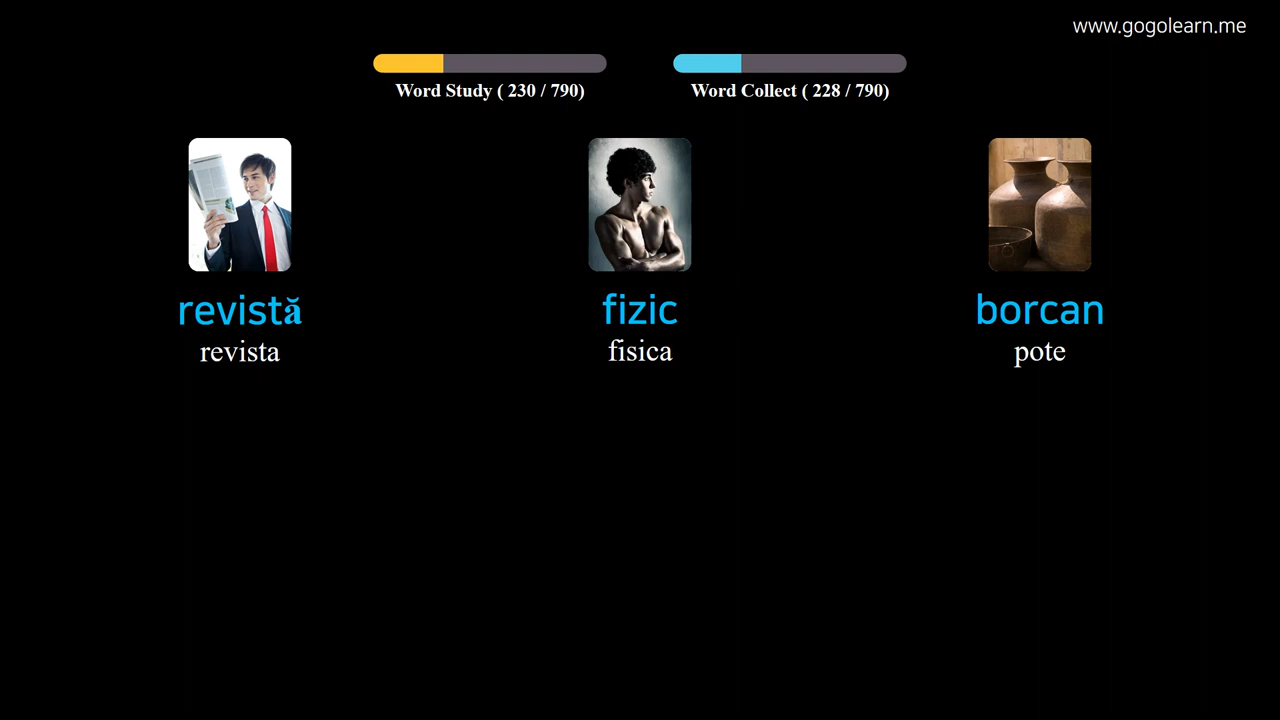 www.gogolearn.me
Word Study ( 230 / 790)
Word Collect ( 228 / 790)
revistă
fizic
borcan
revista
fisica
pote